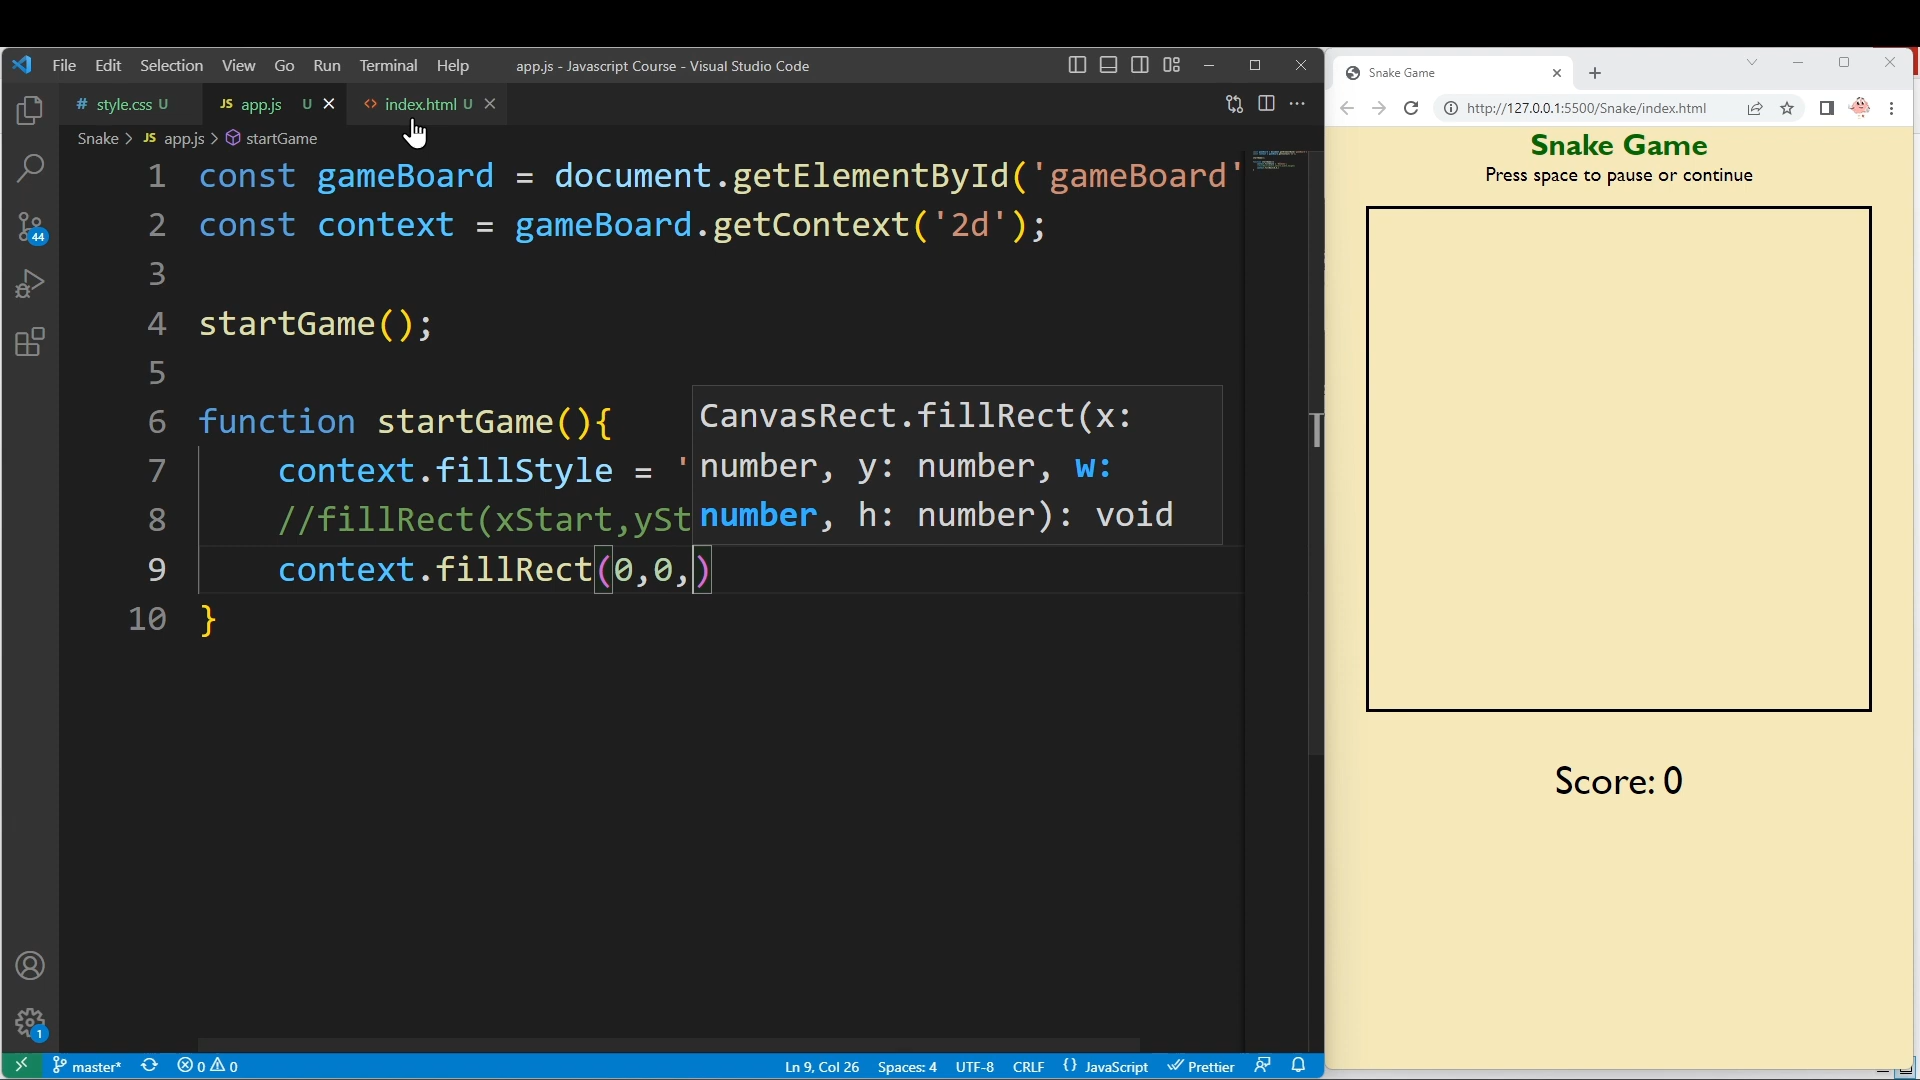 File Edit Selection View Go Run Terminal Help app.js - Javascript Course - Visual Studio Code
# style.css U JS app.js U index.html U
Snake > JS app.js > startGame
1 const gameBoard = document.getElementById('gameBoard'
2 const context = gameBoard.getContext('2d');
3
4 startGame();
5
6 function startGame(){
7 context.fillStyle = '
8 //fillRect(xStart,ySt
9 context.fillRect(0,0,)
10 }
CanvasRect.fillRect(x:
number, y: number, w:
number, h: number): void
44
1
master* 0 0 Ln 9, Col 26 Spaces: 4 UTF-8 CRLF {} JavaScript Prettier
Snake Game
http://127.0.0.1:5500/Snake/index.html
Snake Game
Press space to pause or continue
Score: 0